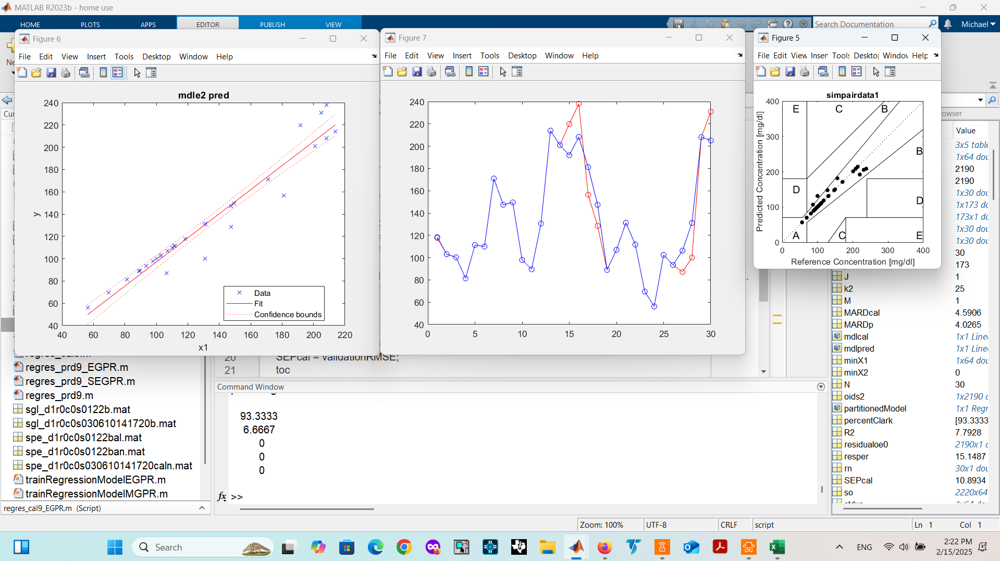 MATLAB R2023b - home use
HOME PLOTS APPS EDITOR PUBLISH VIEW
Search Documentation
Michael
Figure 6
File Edit View Insert Tools Desktop Window Help
mdle2 pred
240
220
200
180
160
140
120
100
80
60
40
y
40 60 80 100 120 140 160 180 200 220
x1
Data
Fit
Confidence bounds
Figure 7
File Edit View Insert Tools Desktop Window Help
240
220
200
180
160
140
120
100
80
60
40
0 5 10 15 20 25 30
Figure 5
File Edit View Inser Tools Deskto Window Help
simpairdata1
Predicted Concentration [mg/dl]
400
300
200
100
0
E C B
B
D
D
A C E
0 100 200 300 400
Reference Concentration [mg/dl]
Cur
rowser
Value
3x5 table
1x64 dou
2190
2190
1x30 dou
1x173 do
173x1 do
1x30 dou
1x30 dou
30
173
J 1
k2 25
M 1
MARDcal 4.5906
MARDp 4.0265
mdlcal 1x1 Line
mdlpred 1x1 Line
minX1 1x64 dou
minX2 0
N 30
oids2 1x2190 d
partitionedModel 1x1 Regr
percentClark [93.3333
R2 7.7928
residualoe0 2190x1 d
resper 15.1487
rn 30x1 dou
SEPcal 10.8934
so 2220x64
20 SEPcal = validationRMSE;
21 toc
regres_prd9_EGPR.m
regres_prd9_SEGPR.m
regres_prd9.m
sgl_d1r0c0s0122b.mat
sgl_d1r0c0s030610141720b.mat
spe_d1r0c0s0122bal.mat
spe_d1r0c0s0122ban.mat
spe_d1r0c0s030610141720caln.mat
trainRegressionModelEGPR.m
trainRegressionModelMGPR.m
regres_cal9_EGPR.m (Script)
Command Window
93.3333
6.6667
0
0
0
fx >>
Zoom: 100% UTF-8 CRLF script Ln 1 Col 1
Search
ENG
2:22 PM
2/15/2025